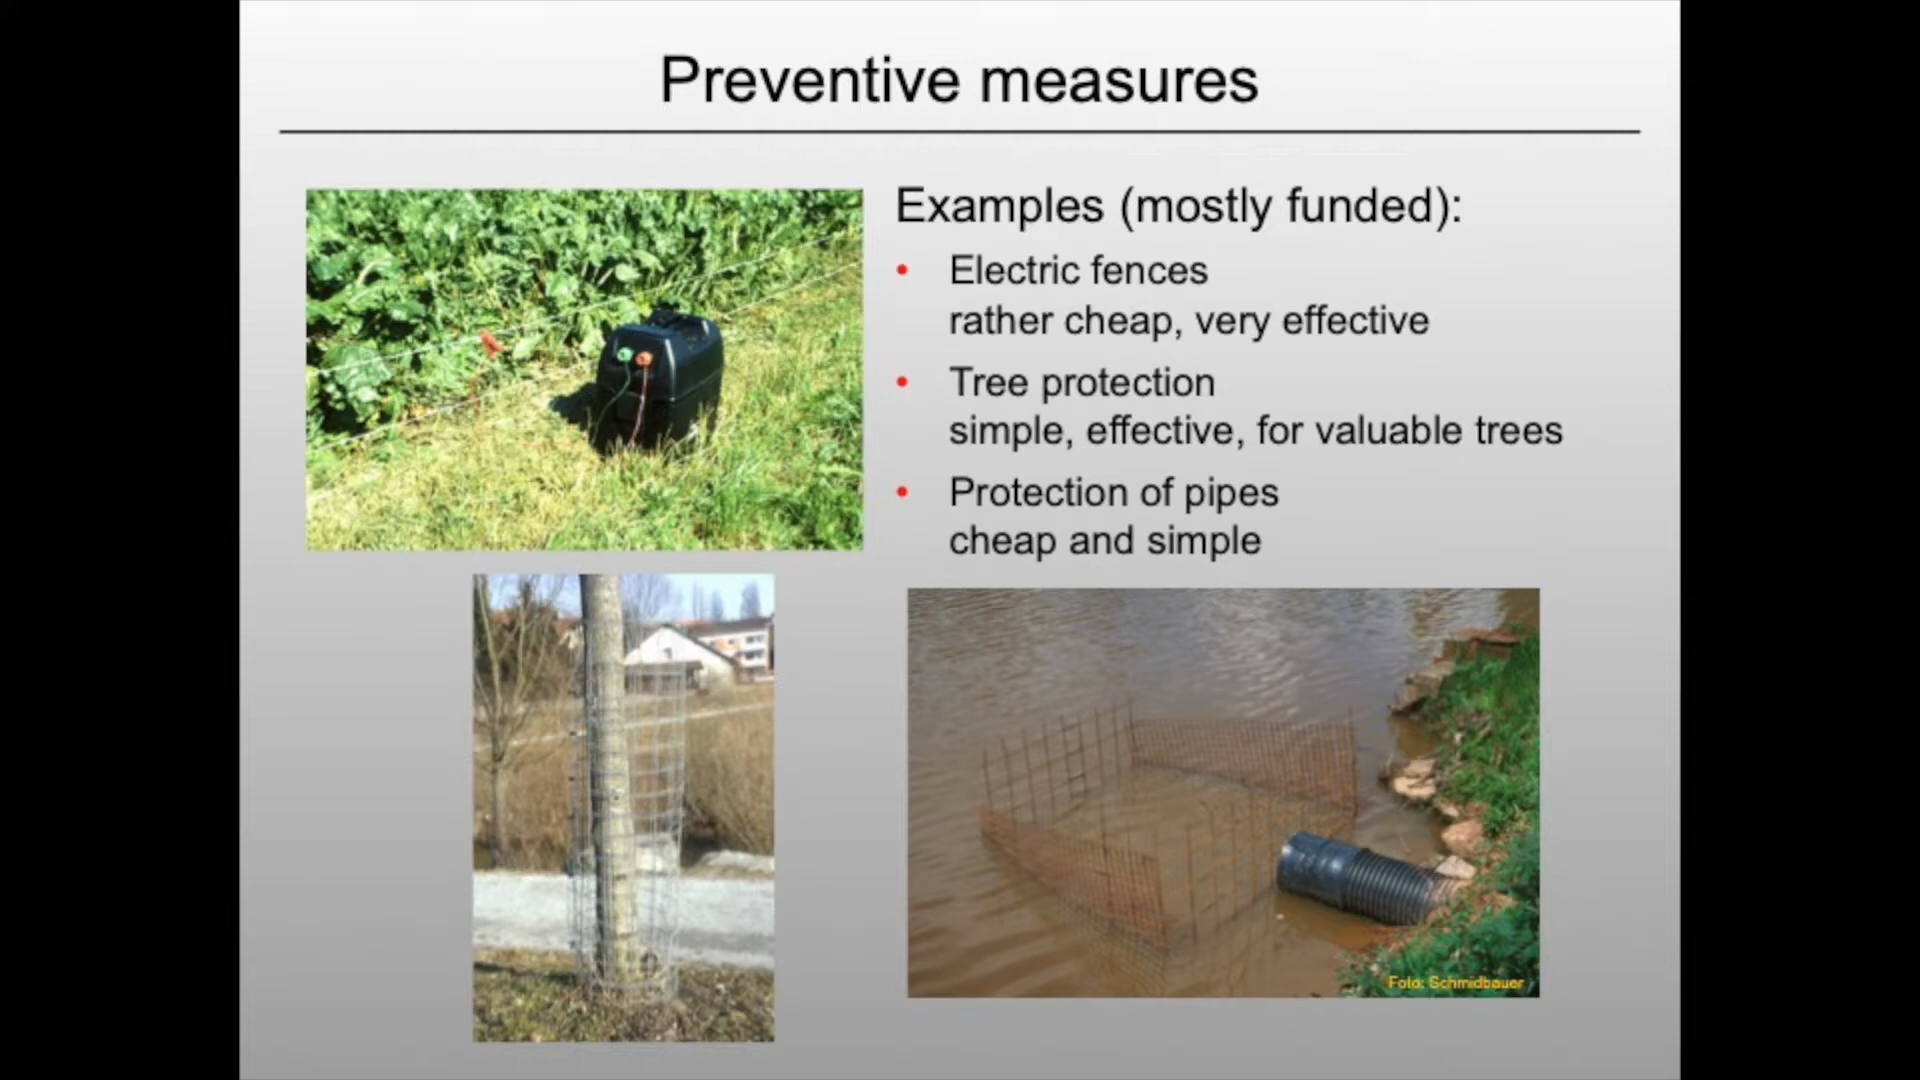 Preventive measures
Examples (mostly funded):
• Electric fences
rather cheap, very effective
• Tree protection
simple, effective, for valuable trees
• Protection of pipes
cheap and simple
Foto: Schmidbauer